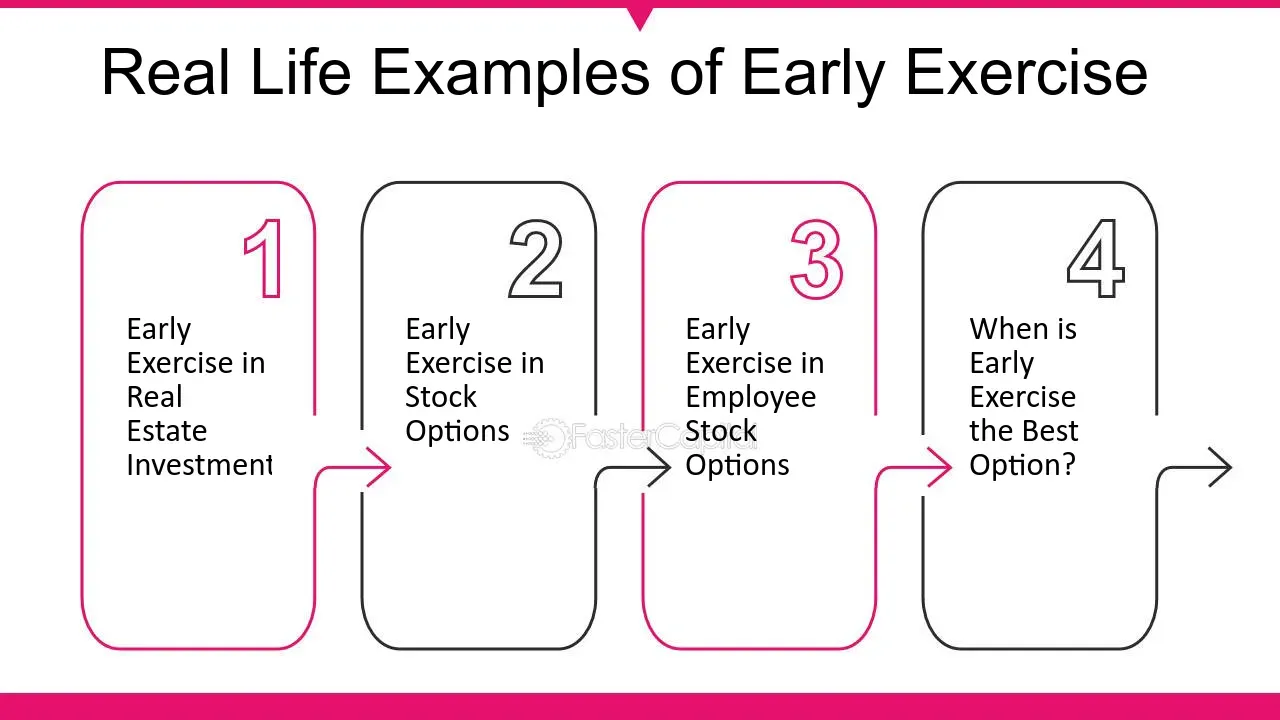 Real Life Examples of Early Exercise
1
Early
Exercise in
Real
Estate
Investment
2
Early
Exercise in
Stock
Options
3
Early
Exercise in
Employee
Stock
Options
4
When is
Early
Exercise
the Best
Option?
FasterCapital